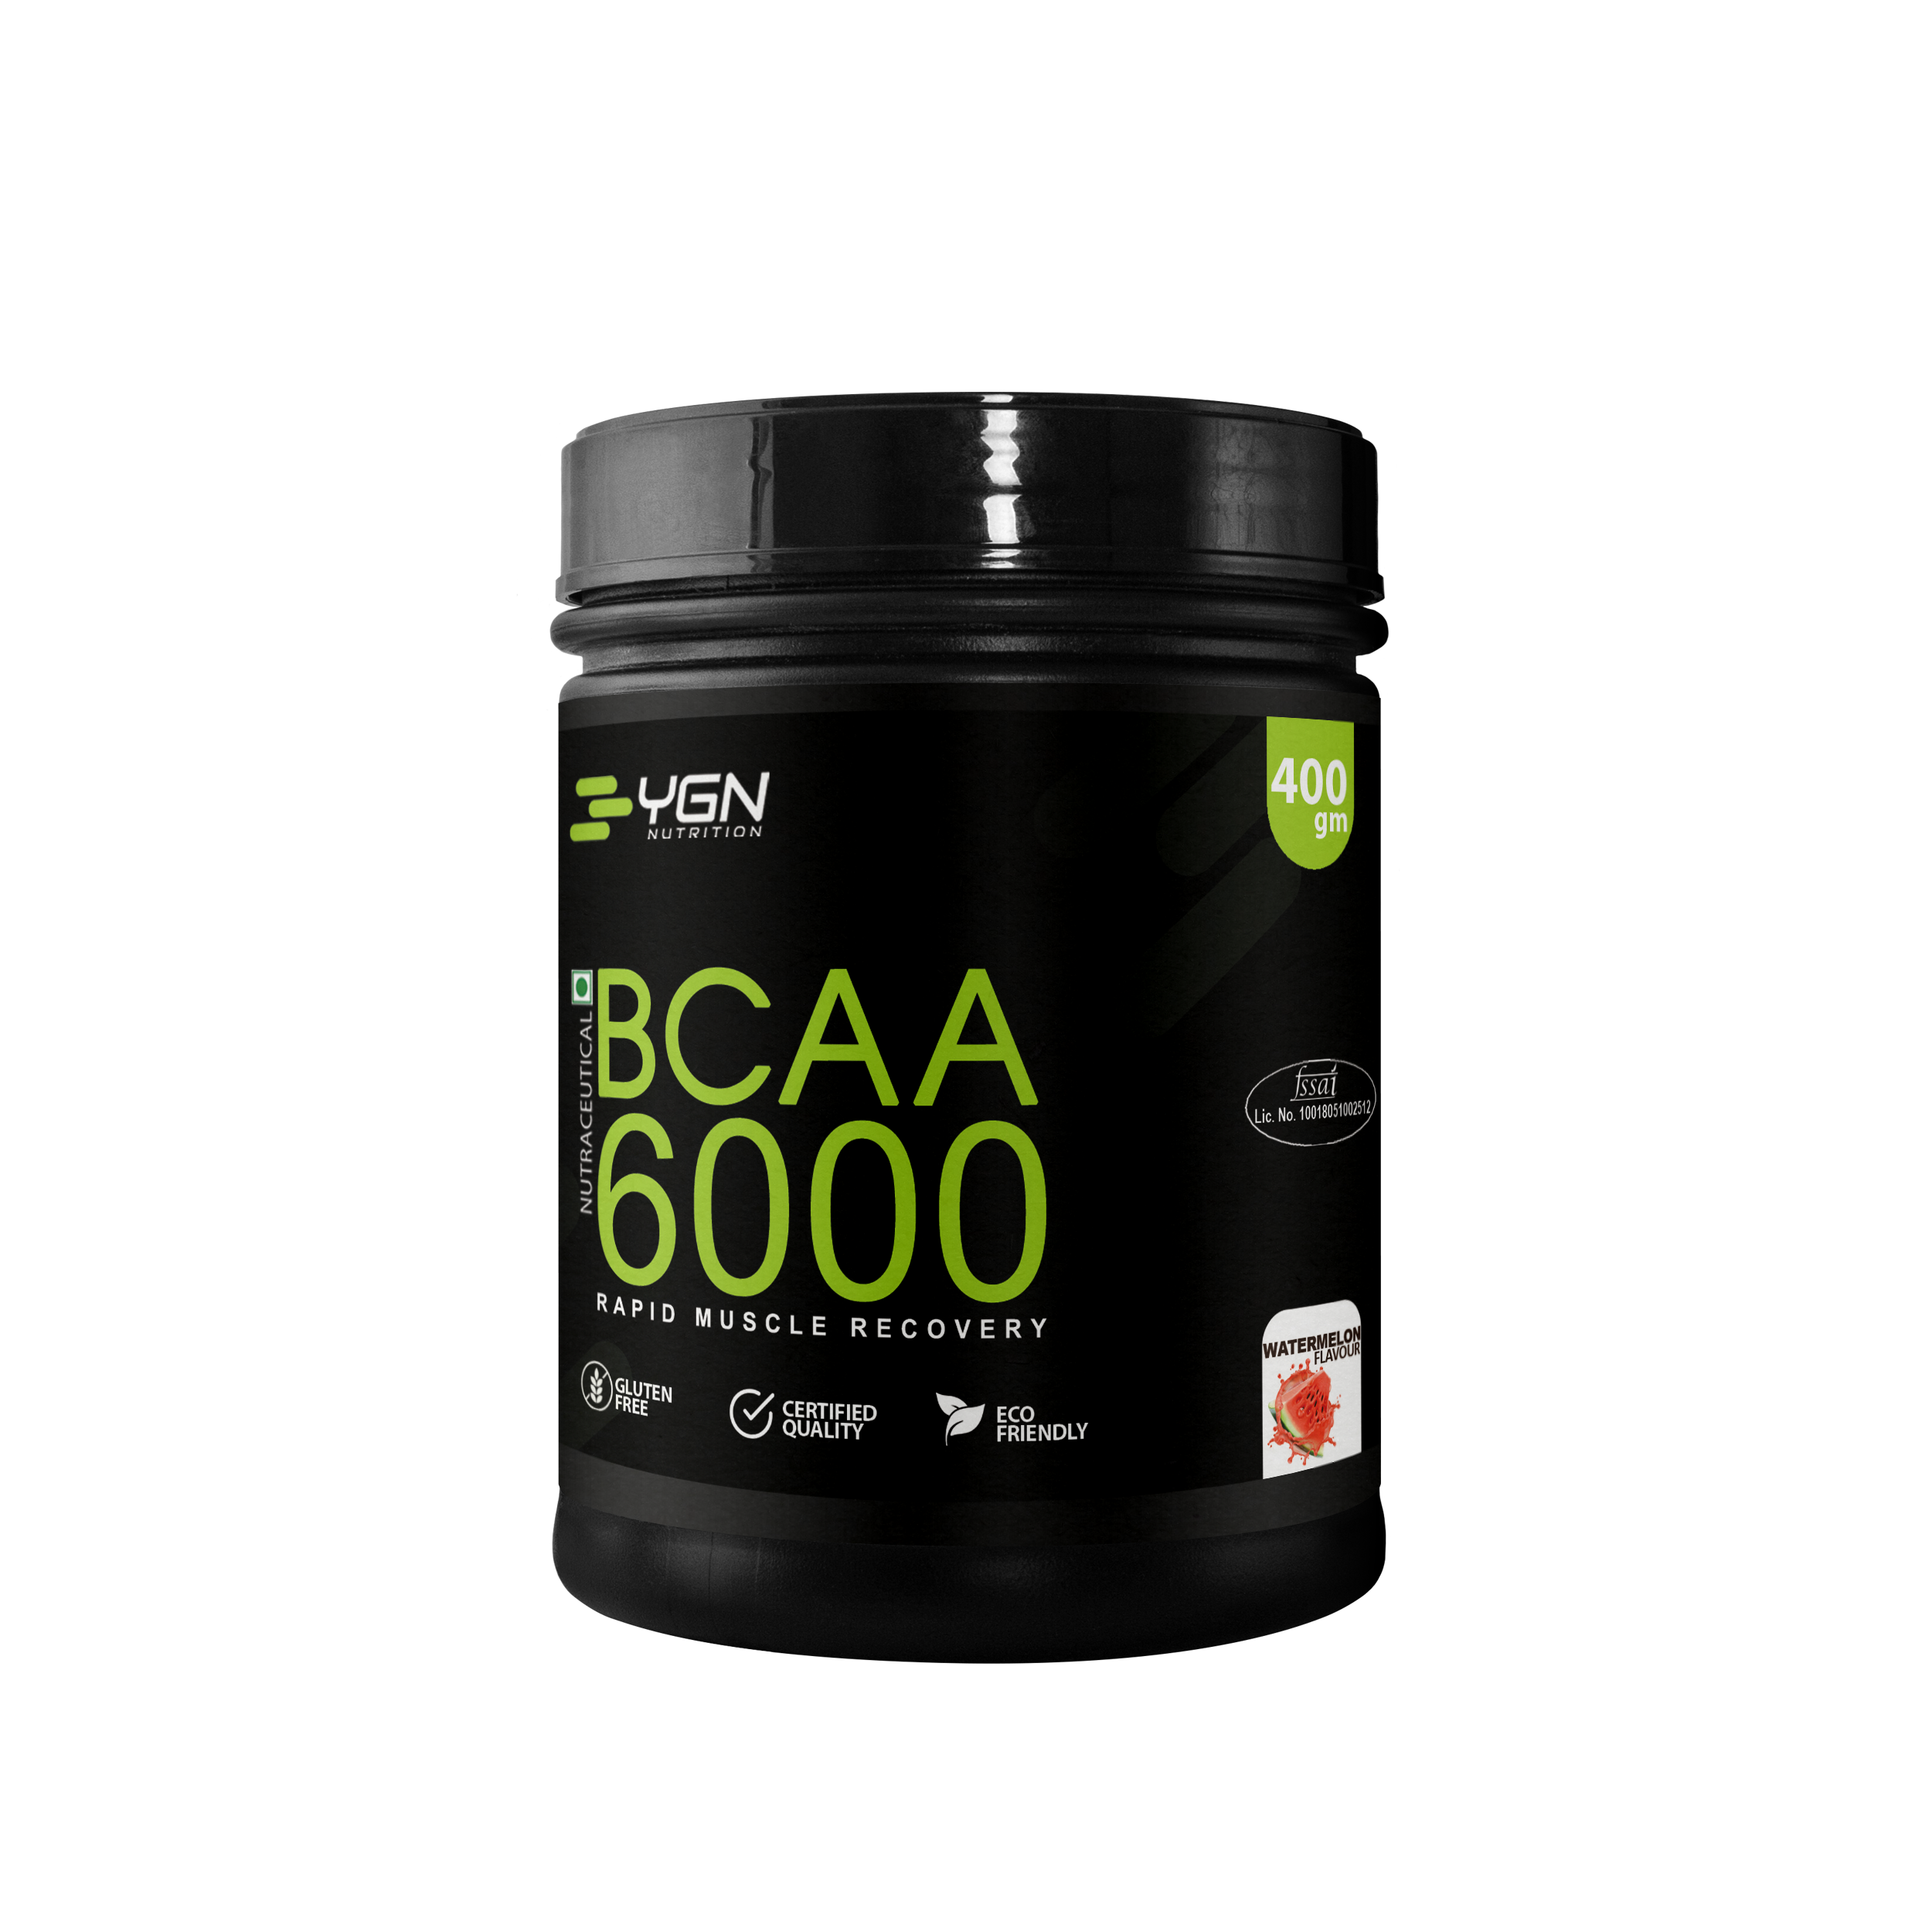 YGN
NUTRITION
400
gm
NUTRACEUTICAL
BCAA
6000
RAPID MUSCLE RECOVERY
fssai
Lic. No. 10018051002512
GLUTEN
FREE
CERTIFIED
QUALITY
ECO
FRIENDLY
WATERMELON
FLAVOUR